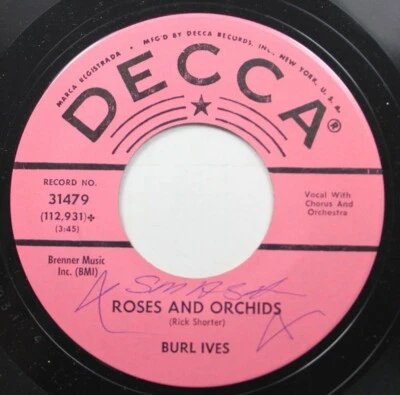 MARCA REGISTRADA • MFG'D BY DECCA RECORDS, INC., NEW YORK, U.S.A.
DECCA®
RECORD NO.
31479
(112,931)+
(3:45)
Vocal With
Chorus And
Orchestra
Brenner Music
Inc. (BMI)
SMASH
ROSES AND ORCHIDS
(Rick Shorter)
BURL IVES